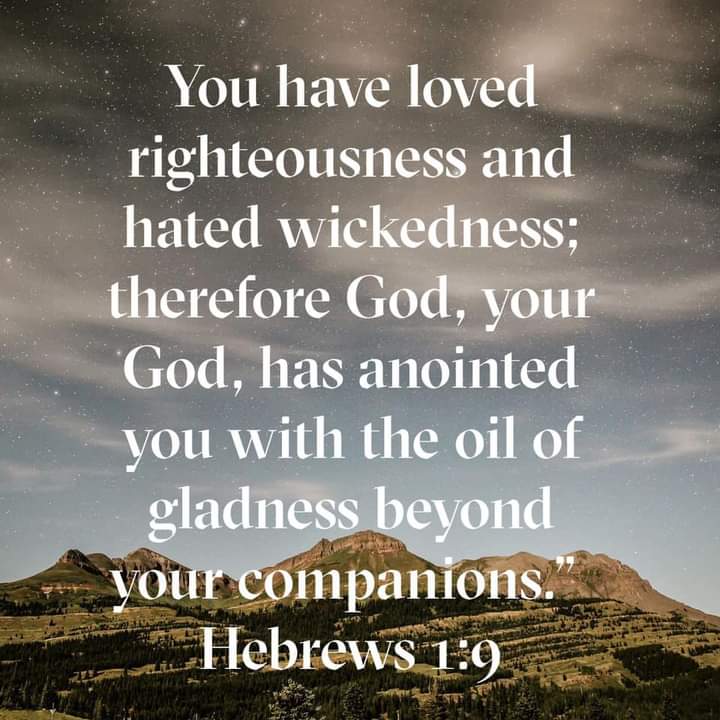 You have loved
righteousness and
hated wickedness;
therefore God, your
God, has anointed
you with the oil of
gladness beyond
your companions.”
Hebrews 1:9